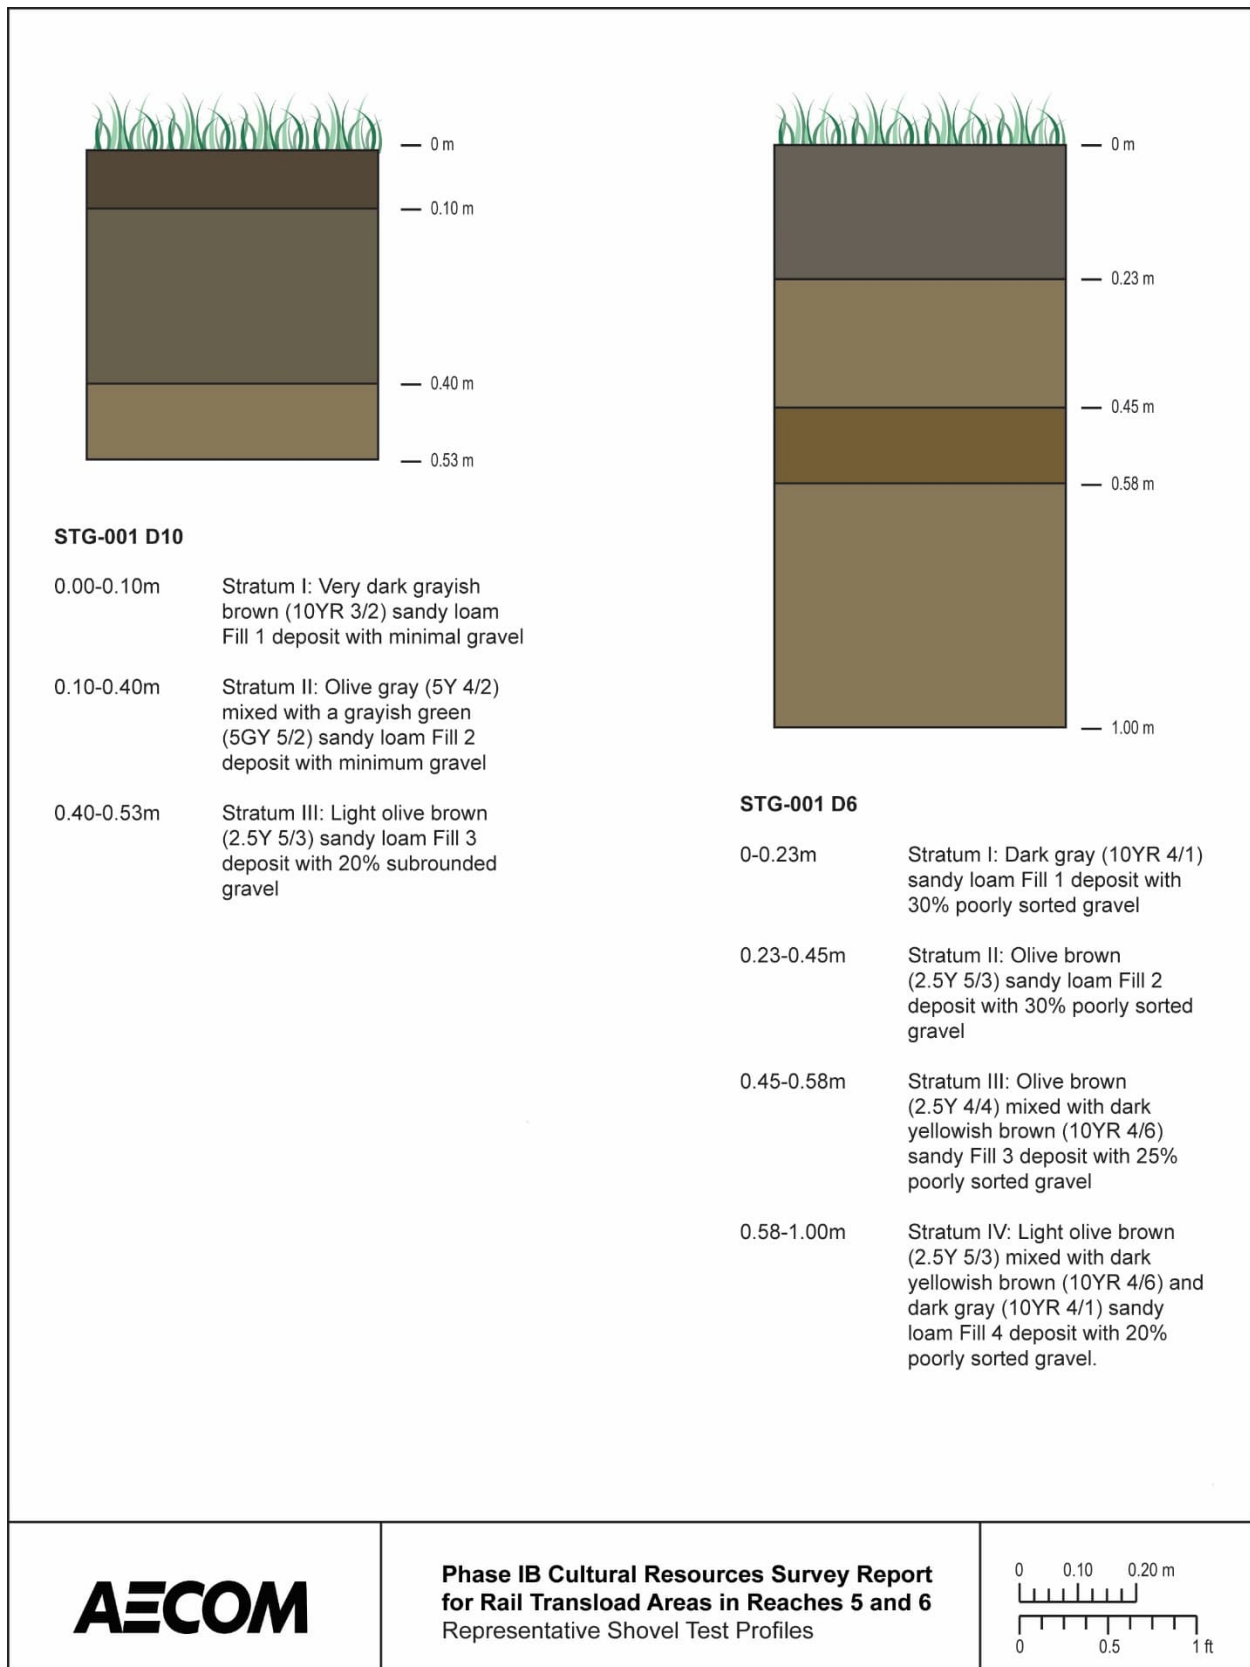 0 m
0.10 m
0.40 m
0.53 m
STG-001 D10
0.00-0.10m Stratum I: Very dark grayish
brown (10YR 3/2) sandy loam
Fill 1 deposit with minimal gravel
0.10-0.40m Stratum II: Olive gray (5Y 4/2)
mixed with a grayish green
(5GY 5/2) sandy loam Fill 2
deposit with minimum gravel
0.40-0.53m Stratum III: Light olive brown
(2.5Y 5/3) sandy loam Fill 3
deposit with 20% subrounded
gravel
0 m
0.23 m
0.45 m
0.58 m
1.00 m
STG-001 D6
0-0.23m Stratum I: Dark gray (10YR 4/1)
sandy loam Fill 1 deposit with
30% poorly sorted gravel
0.23-0.45m Stratum II: Olive brown
(2.5Y 5/3) sandy loam Fill 2
deposit with 30% poorly sorted
gravel
0.45-0.58m Stratum III: Olive brown
(2.5Y 4/4) mixed with dark
yellowish brown (10YR 4/6)
sandy Fill 3 deposit with 25%
poorly sorted gravel
0.58-1.00m Stratum IV: Light olive brown
(2.5Y 5/3) mixed with dark
yellowish brown (10YR 4/6) and
dark gray (10YR 4/1) sandy
loam Fill 4 deposit with 20%
poorly sorted gravel.
AECOM
Phase IB Cultural Resources Survey Report
for Rail Transload Areas in Reaches 5 and 6
Representative Shovel Test Profiles
0 0.10 0.20 m
0 0.5 1 ft